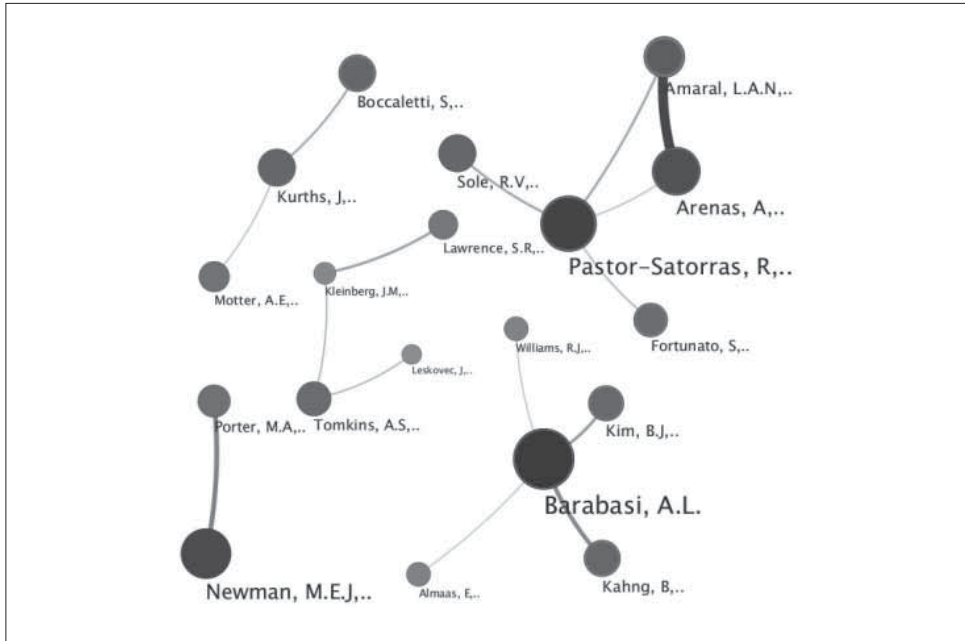 Boccaletti, S,..
Amaral, L.A.N,..
Sole, R.V,..
Kurths, J,..
Arenas, A,..
Lawrence, S.R,..
Pastor-Satorras, R,..
Motter, A.E,..
Kleinberg, J.M,..
Williams, R.J,..
Fortunato, S,..
Leskovec, J,..
Porter, M.A,..
Tomkins, A.S,..
Kim, B.J,..
Barabasi, A.L.
Newman, M.E.J,..
Almaas, E,..
Kahng, B,..